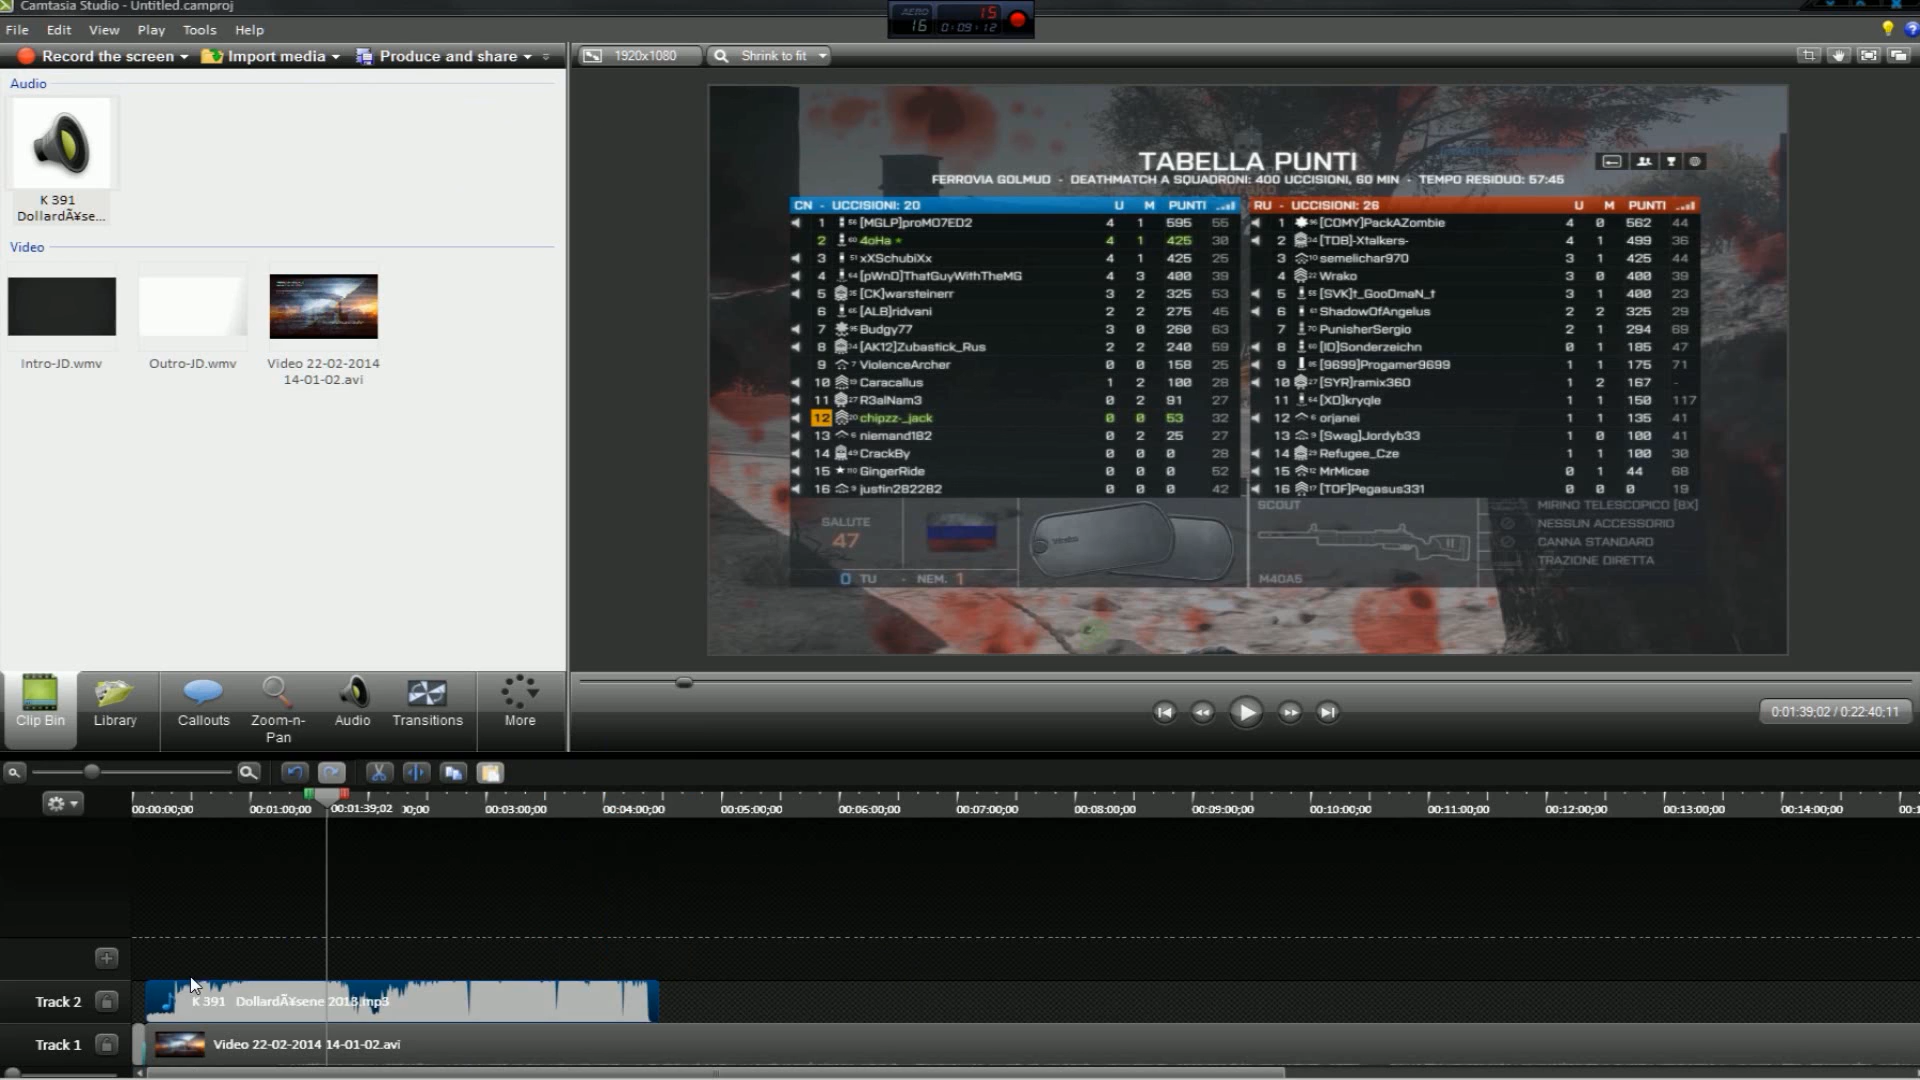 Camtasia Studio - Untitled.camproj
AERO 16 15 0:09:12
File Edit View Play Tools Help
Record the screen Import media Produce and share 1920x1080 Shrink to fit
Audio
K 391
DollardÃ¥se...
Video
Intro-JD.wmv Outro-JD.wmv Video 22-02-2014
14-01-02.avi
TABELLA PUNTI
FERROVIA GOLMUD - DEATHMATCH A SQUADRONI: 400 UCCISIONI, 60 MIN - TEMPO RESIDUO: 57:45
CN - UCCISIONI: 20 U M PUNTI
1 [MGLP]proMO7ED2 4 1 595 55
2 4oHa 4 1 425 30
3 xXSchubiXx 4 1 425 25
4 [pWnD]ThatGuyWithTheMG 4 3 400 39
5 [CK]warsteinerr 3 2 325 53
6 [ALB]ridvani 2 2 275 45
7 Budgy77 3 0 260 63
8 [AK12]Zubastick_Rus 2 2 240 59
9 ViolenceArcher 0 0 158 25
10 Caracallus 1 2 100 28
11 R3alNam3 0 2 91 27
12 chipzz-_jack 0 0 53 32
13 niemand182 0 2 25 27
14 CrackBy 0 0 0 28
15 GingerRide 0 0 0 52
16 justin282282 0 0 0 42
RU - UCCISIONI: 26 U M PUNTI
1 [COMY]PackAZombie 4 0 562 44
2 [TDB]-Xtalkers- 4 1 499 36
3 semelichar970 3 1 425 44
4 Wrako 3 0 400 39
5 [SVK]t_GooDmaN_t 3 1 400 23
6 ShadowOfAngelus 2 2 325 29
7 PunisherSergio 2 1 294 69
8 [ID]Sonderzeichn 0 1 185 47
9 [9699]Progamer9699 1 1 175 71
10 [SYR]ramix360 1 2 167 -
11 [XD]kryqle 1 1 150 117
12 orjanei 1 1 135 41
13 [Swag]Jordyb33 1 0 100 41
14 Refugee_Cze 1 1 100 30
15 MrMicee 0 1 44 68
16 [TDF]Pegasus331 0 0 0 19
SALUTE
47
0 TU - NEM. 1
Wrako
SCOUT
M40A5
MIRINO TELESCOPICO [8X]
NESSUN ACCESSORIO
CANNA STANDARD
TRAZIONE DIRETTA
Clip Bin Library Callouts Zoom-n-Pan Audio Transitions More
0:01:39;02 / 0:22:40;11
00:00:00;00 00:01:00;00 00:01:39;02 00;00 00:03:00;00 00:04:00;00 00:05:00;00 00:06:00;00 00:07:00;00 00:08:00;00 00:09:00;00 00:10:00;00 00:11:00;00 00:12:00;00 00:13:00;00 00:14:00;00
Track 2 K 391 DollardÃ¥sene 2013.mp3
Track 1 Video 22-02-2014 14-01-02.avi